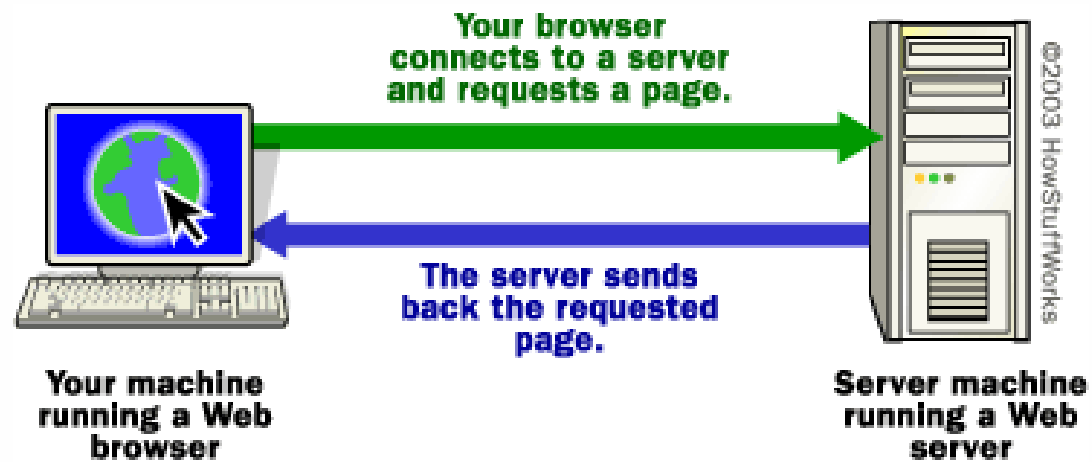 Your browser
connects to a server
and requests a page.
The server sends
back the requested
page.
Your machine
running a Web
browser
Server machine
running a Web
server
©2003 HowStuffWorks